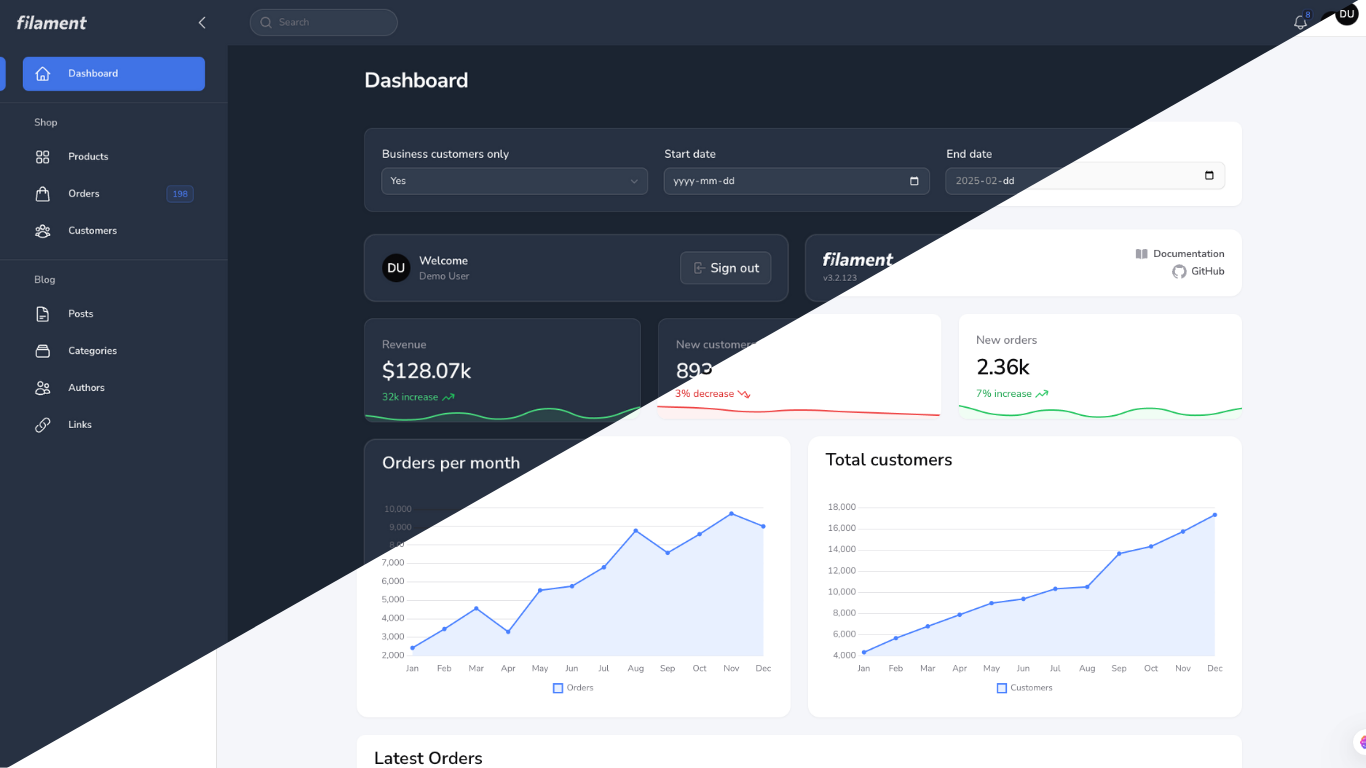 filament
Search
8
DU
Dashboard
Shop
Products
Orders 198
Customers
Blog
Posts
Categories
Authors
Links
Dashboard
Business customers only
Yes
Start date
yyyy-mm-dd
End date
2025-02-dd
DU
Welcome
Demo User
Sign out
filament
v3.2.123
Documentation
GitHub
Revenue
$128.07k
32k increase
New customers
893
3% decrease
New orders
2.36k
7% increase
Orders per month
10,000
9,000
7,000
6,000
5,000
4,000
3,000
2,000
Jan Feb Mar Apr May Jun Jul Aug Sep Oct Nov Dec
Orders
Total customers
18,000
16,000
14,000
12,000
10,000
8,000
6,000
4,000
Jan Feb Mar Apr May Jun Jul Aug Sep Oct Nov Dec
Customers
Latest Orders